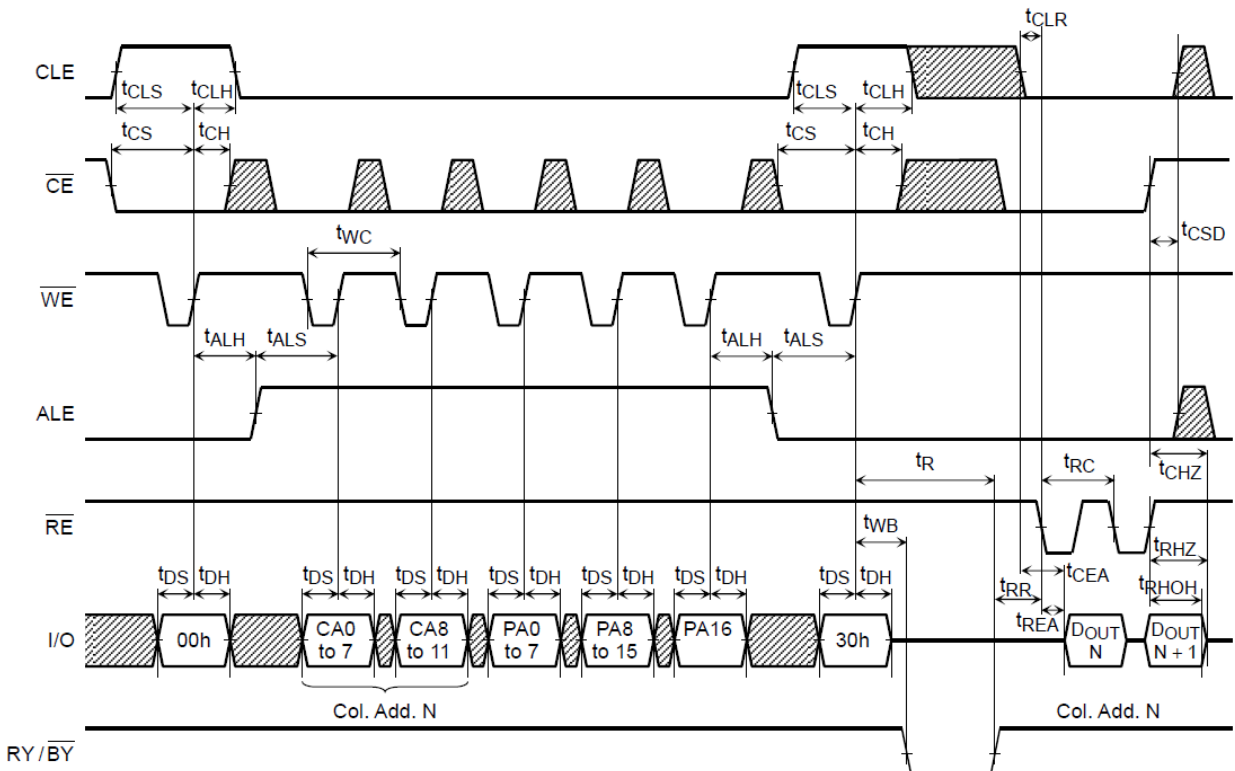 tCLR
CLE
tCLS tCLH tCLS tCLH
tCS tCH tCS tCH
CE
tCSD
tWC
WE
tALH tALS tALH tALS
ALE
tR tRC tCHZ
RE
tWB
tRHZ
tDS tDH tDS tDH tDS tDH tDS tDH tDS tDH tDS tDH tDS tDH tCEA
tRR tRHOH
tREA
I/O 00h CA0 to 7 CA8 to 11 PA0 to 7 PA8 to 15 PA16 30h DOUT N DOUT N + 1
Col. Add. N Col. Add. N
RY / BY